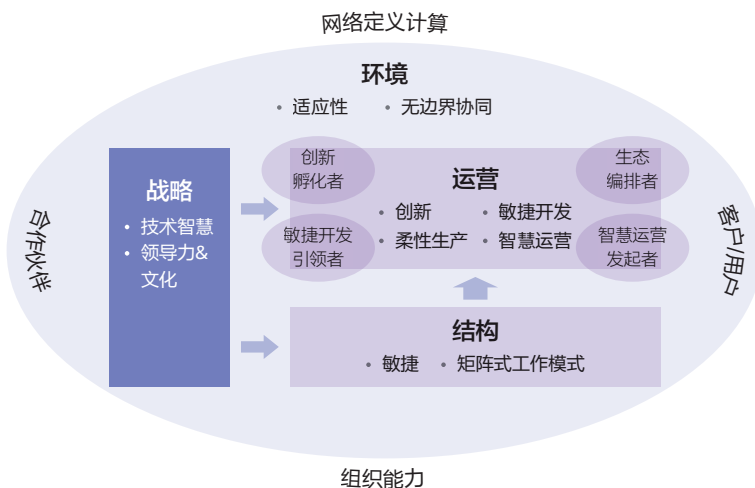 网络定义计算
环境
• 适应性 • 无边界协同
创新
孵化者
生态
编排者
战略
• 技术智慧
• 领导力&
文化
运营
• 创新 • 敏捷开发
• 柔性生产 • 智慧运营
敏捷开发
引领者
智慧运营
发起者
合作伙伴
客户/用户
结构
• 敏捷 • 矩阵式工作模式
组织能力